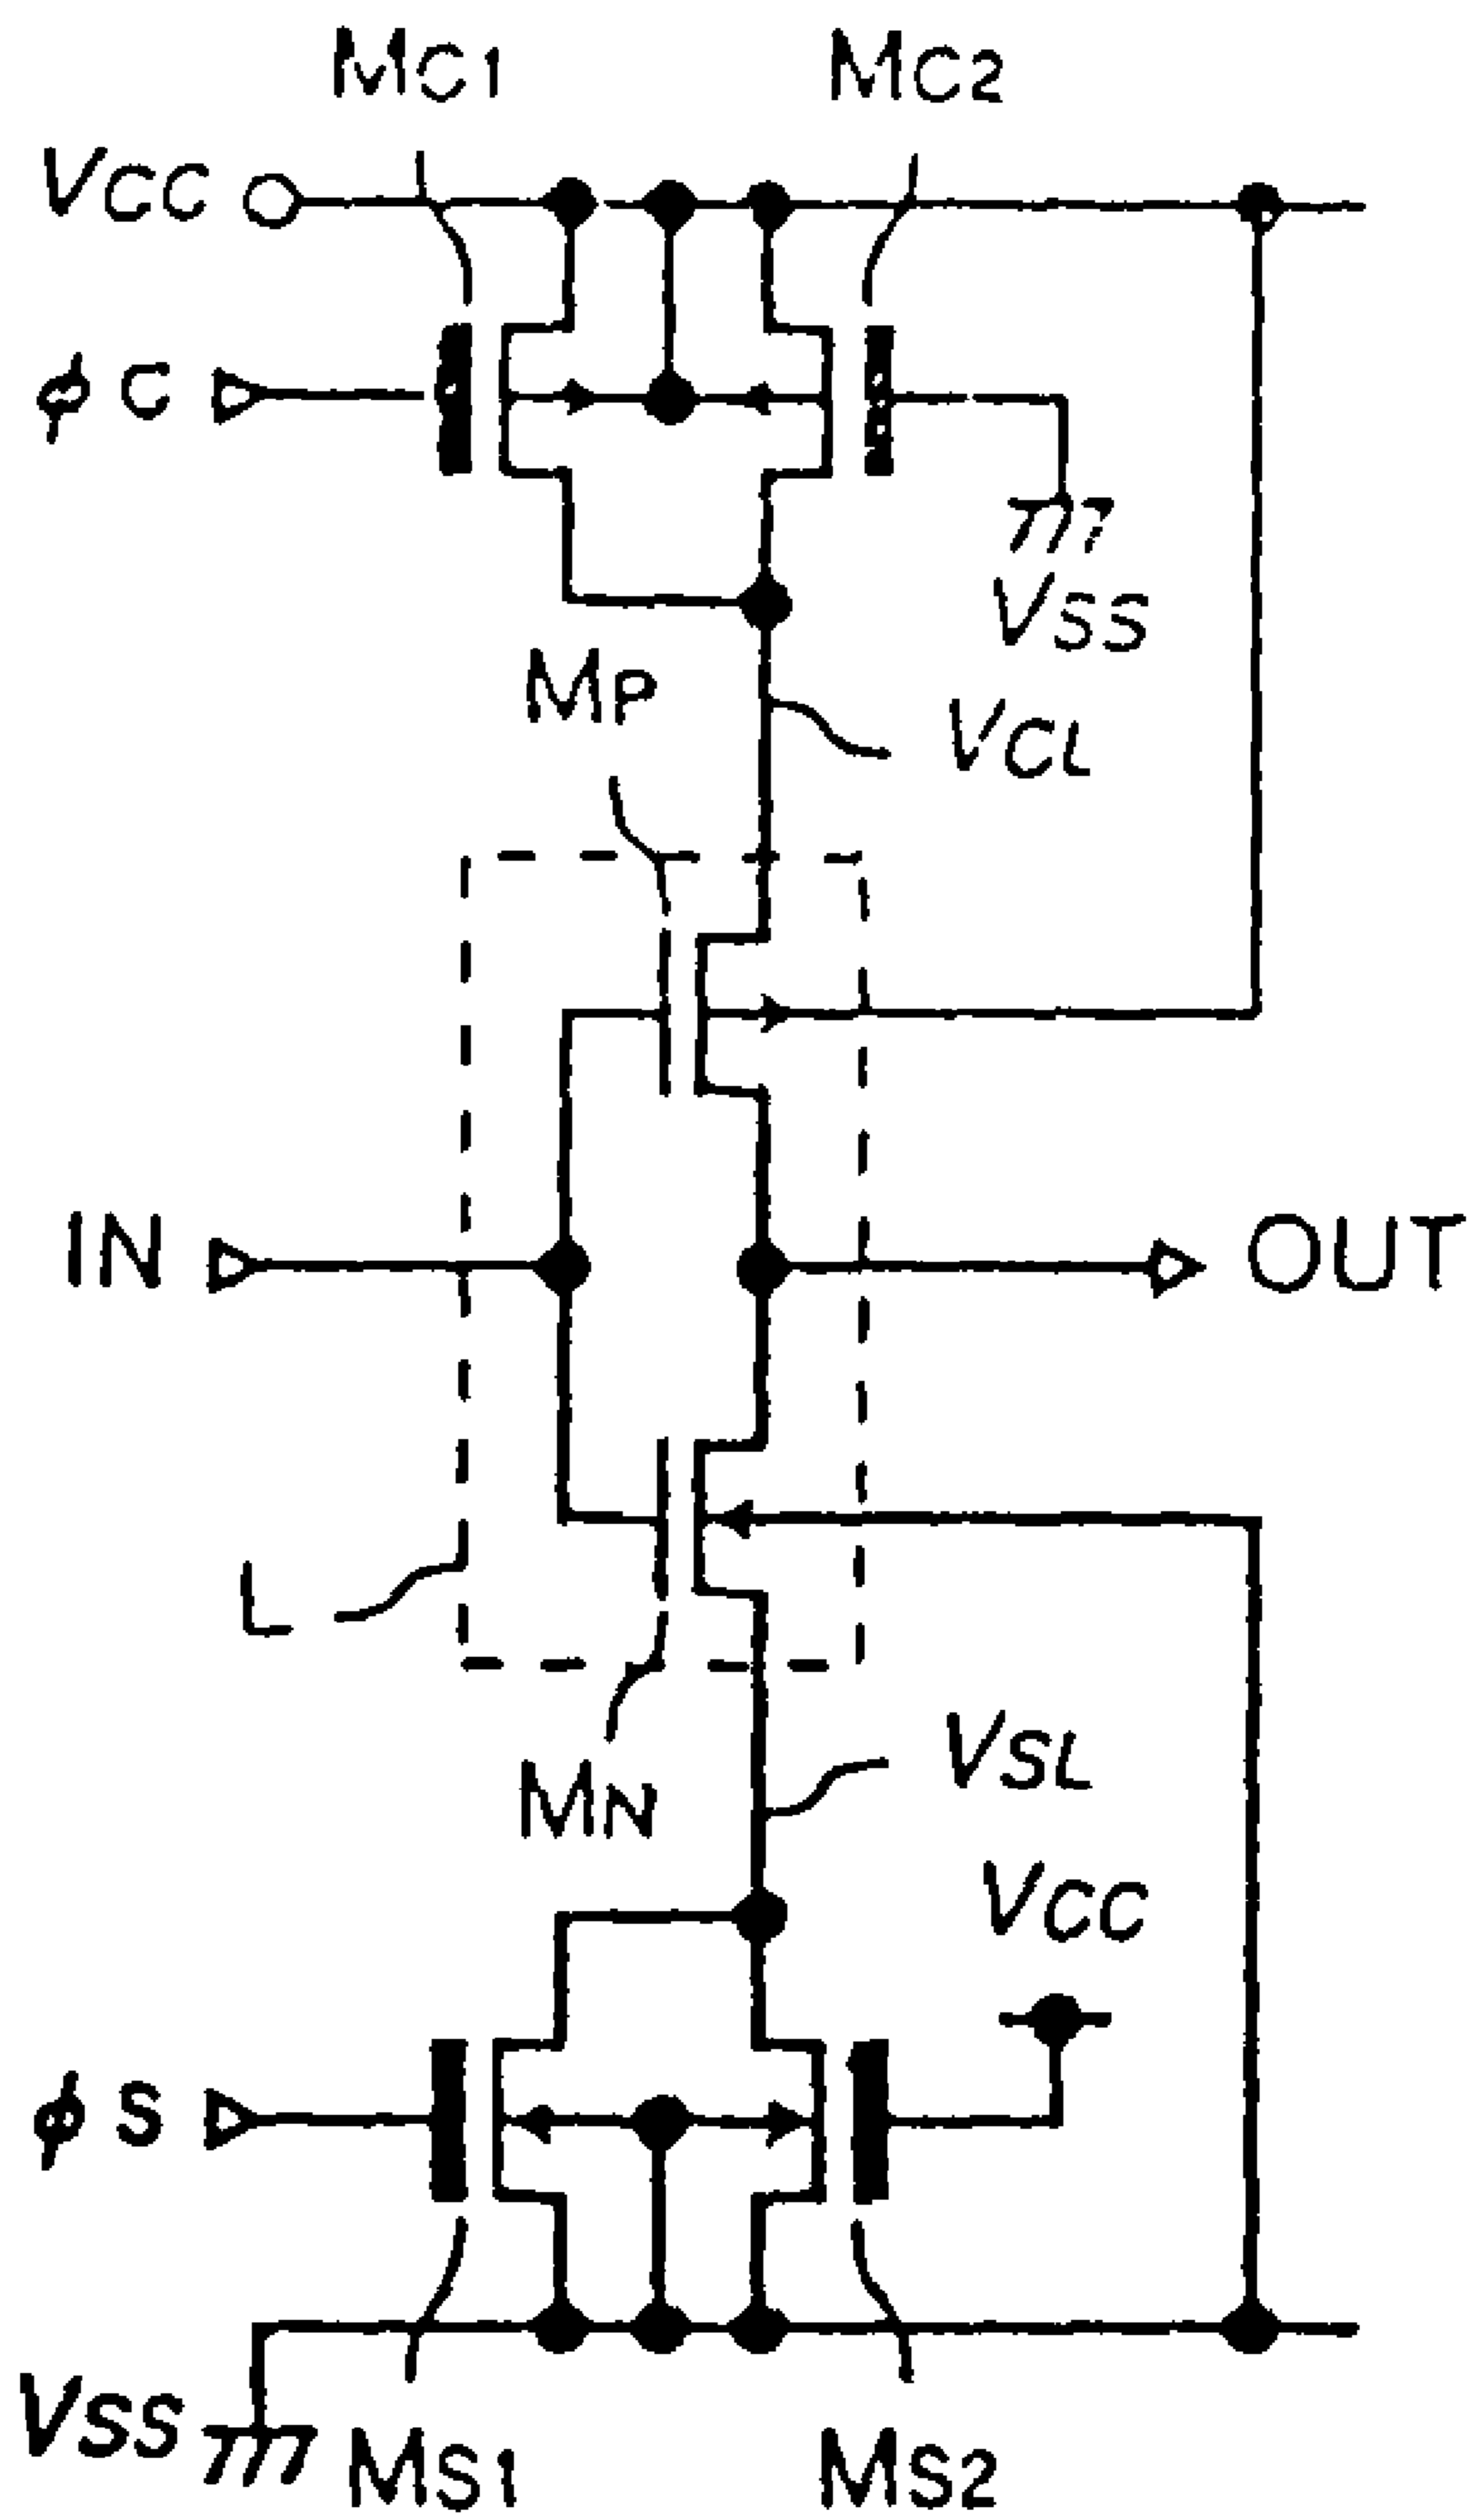 MC1 MC2
VCC
ϕC
VSS
MP
VCL
IN OUT
L
MN
VSL
VCC
ϕS
VSS
MS1 MS2